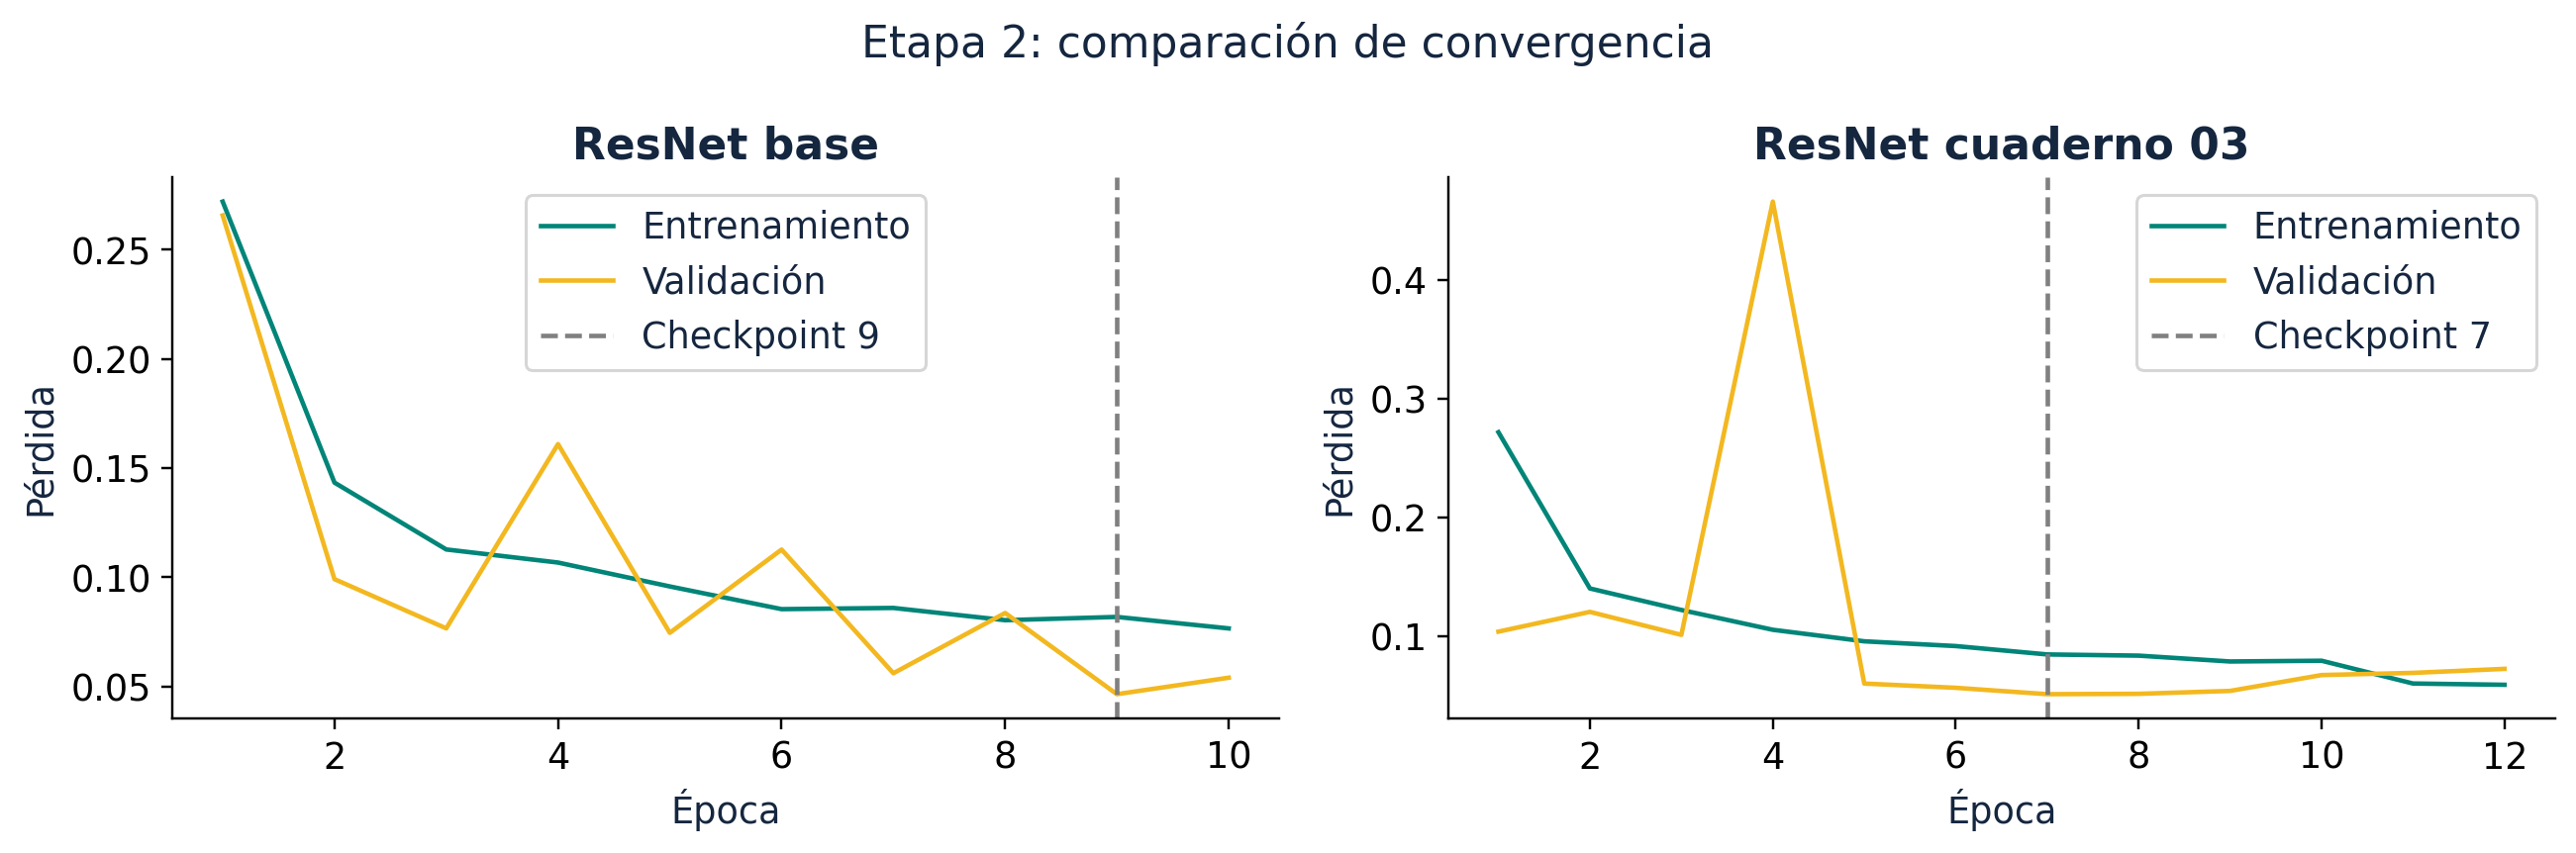 Etapa 2: comparación de convergencia
ResNet base
Entrenamiento
Validación
Checkpoint 9
0.25
0.20
0.15
0.10
0.05
Pérdida
2 4 6 8 10
Época
ResNet cuaderno 03
Entrenamiento
Validación
Checkpoint 7
0.4
0.3
0.2
0.1
Pérdida
2 4 6 8 10 12
Época